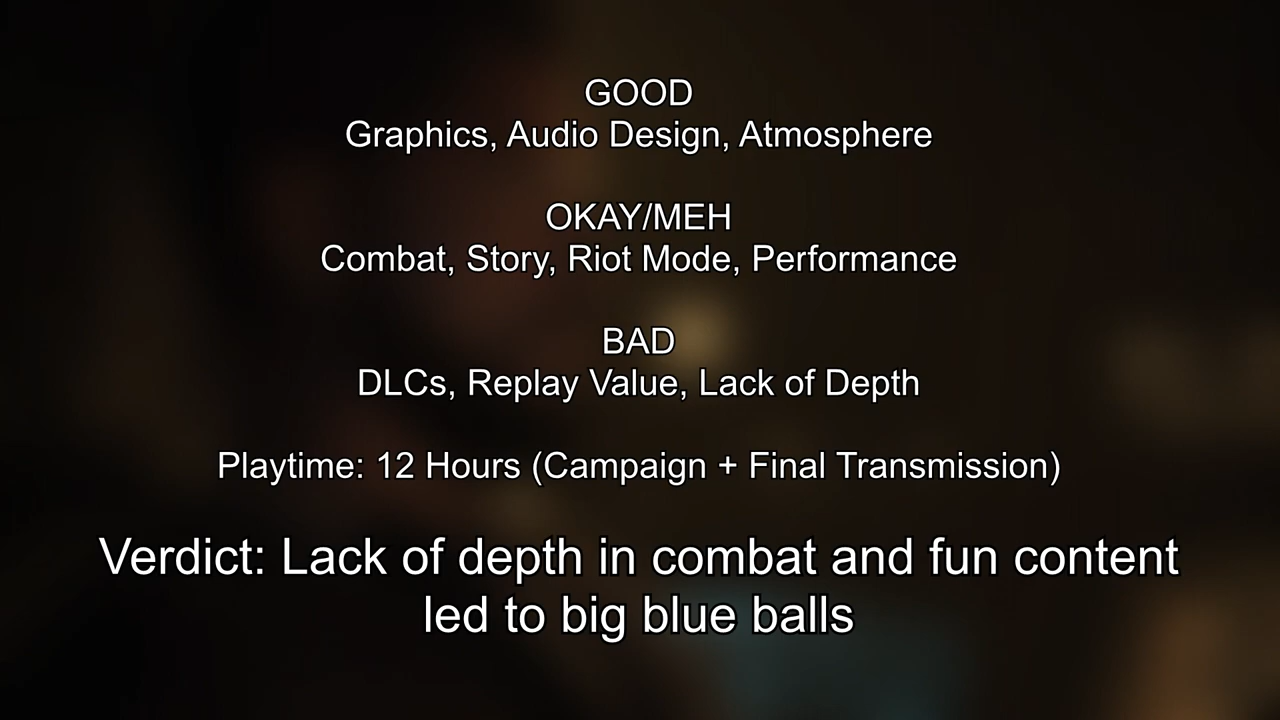 GOOD
Graphics, Audio Design, Atmosphere
OKAY/MEH
Combat, Story, Riot Mode, Performance
BAD
DLCs, Replay Value, Lack of Depth
Playtime: 12 Hours (Campaign + Final Transmission)
Verdict: Lack of depth in combat and fun content
led to big blue balls